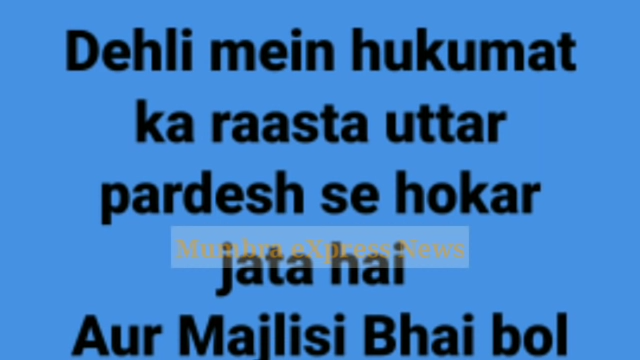 Dehli mein hukumat
ka raasta uttar
pardesh se hokar
Mumbra eXpress News
jata hai
Aur Majlisi Bhai bol